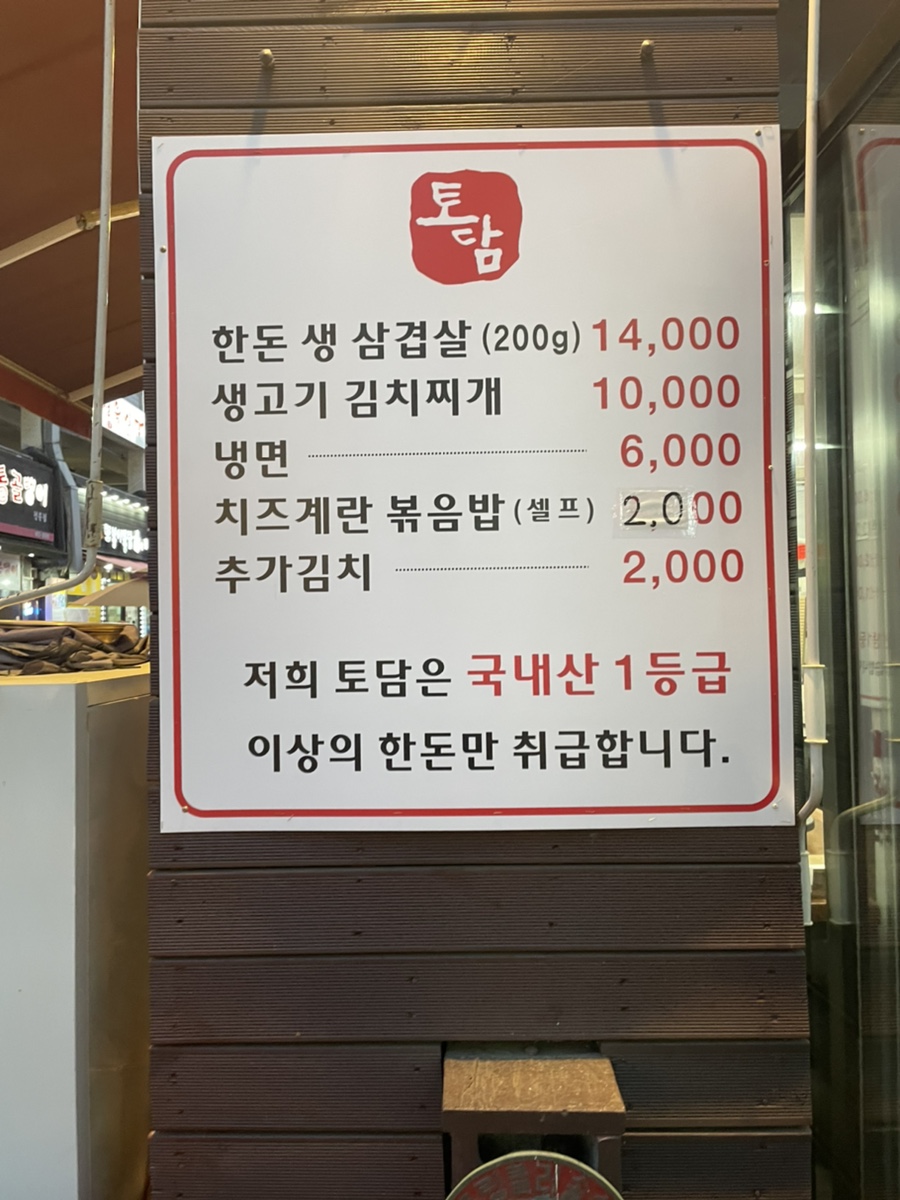 토담
한돈 생 삼겹살 (200g) 14,000
생고기 김치찌개 10,000
냉면 6,000
치즈계란 볶음밥 (셀프) 2,000
추가김치 2,000
저희 토담은 국내산 1등급
이상의 한돈만 취급합니다.